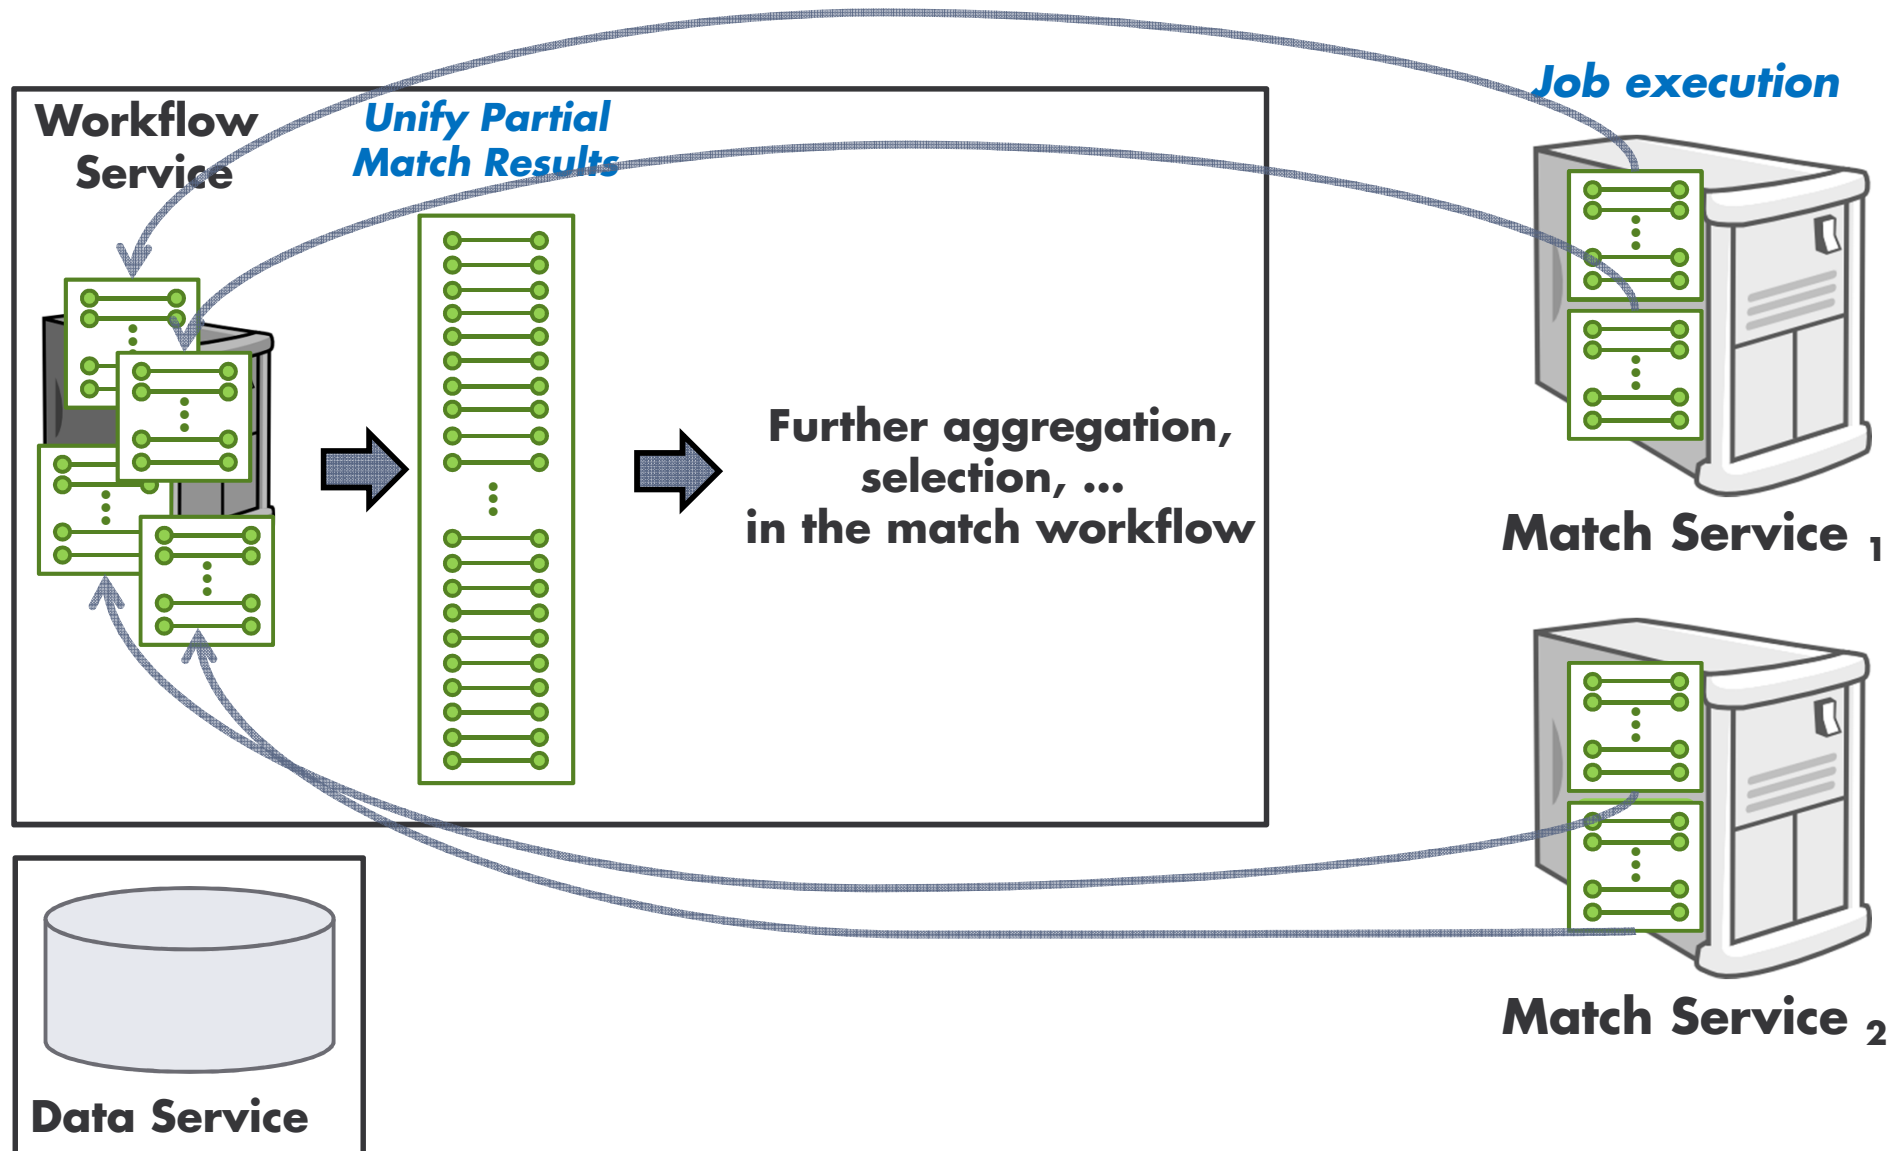 Workflow
Service
Unify Partial
Match Results
Job execution
Further aggregation,
selection, ...
in the match workflow
Match Service 1
Match Service 2
Data Service